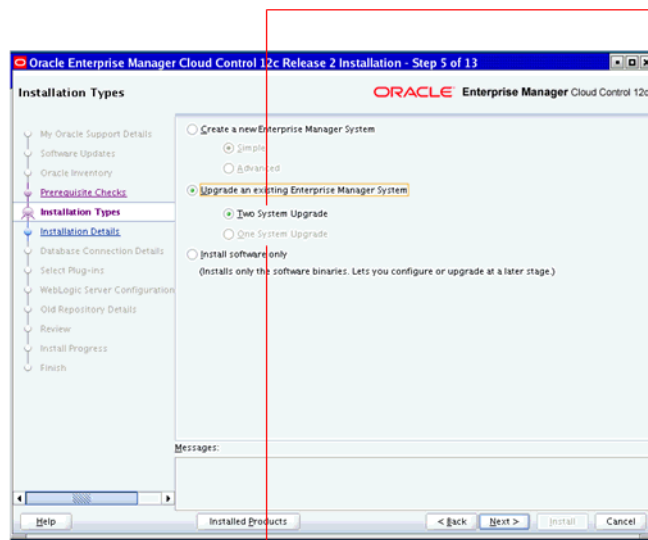 Oracle Enterprise Manager Cloud Control 12c Release 2 Installation - Step 5 of 13
Installation Types
ORACLE Enterprise Manager Cloud Control 12c
My Oracle Support Details
Software Updates
Oracle Inventory
Prerequisite Checks
Installation Types
Installation Details
Database Connection Details
Select Plug-ins
WebLogic Server Configuration
Old Repository Details
Review
Install Progress
Finish
Create a new Enterprise Manager System
Simple
Advanced
Upgrade an existing Enterprise Manager System
Two System Upgrade
One System Upgrade
Install software only
(Installs only the software binaries. Lets you configure or upgrade at a later stage.)
Messages:
Help
Installed Products
< Back
Next >
Install
Cancel